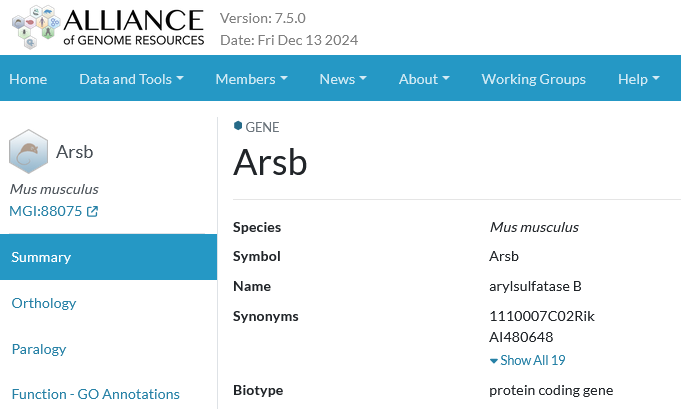 ALLIANCE
of GENOME RESOURCES
Version: 7.5.0
Date: Fri Dec 13 2024
Home Data and Tools Members News About Working Groups Help
Arsb
Mus musculus
MGI:88075
Summary
Orthology
Paralogy
Function - GO Annotations
GENE
Arsb
Species Mus musculus
Symbol Arsb
Name arylsulfatase B
Synonyms 1110007C02Rik
AI480648
Show All 19
Biotype protein coding gene